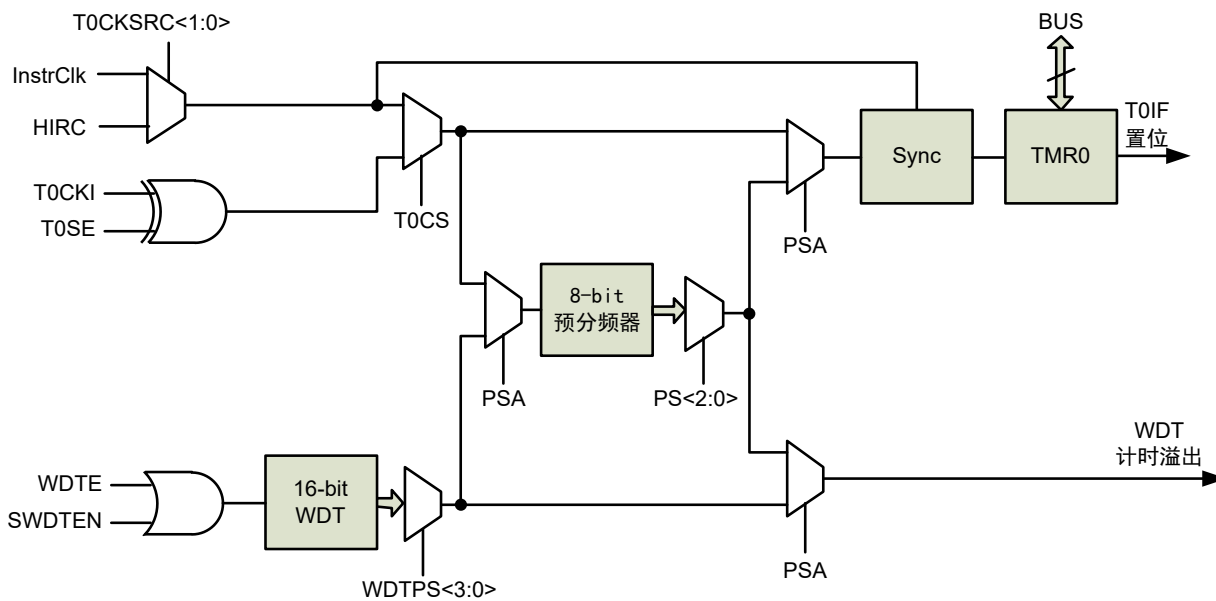 T0CKSRC<1:0>
BUS
InstrClk
HIRC
T0IF
置位
Sync
TMR0
T0CKI
T0SE
T0CS
PSA
8-bit
预分频器
PSA
PS<2:0>
WDT
计时溢出
WDTE
SWDTEN
16-bit
WDT
PSA
WDTPS<3:0>